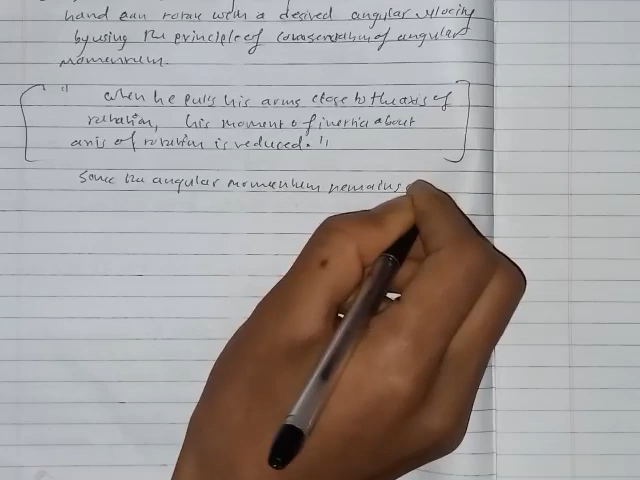 hand can rotate with a desired angular velocity
by using the principle of conservation of angular
momentum.
" when he pulls his arms close to the axis of
rotation, his moment of inertia about
axis of rotation is reduced. "
Since the angular momentum remains